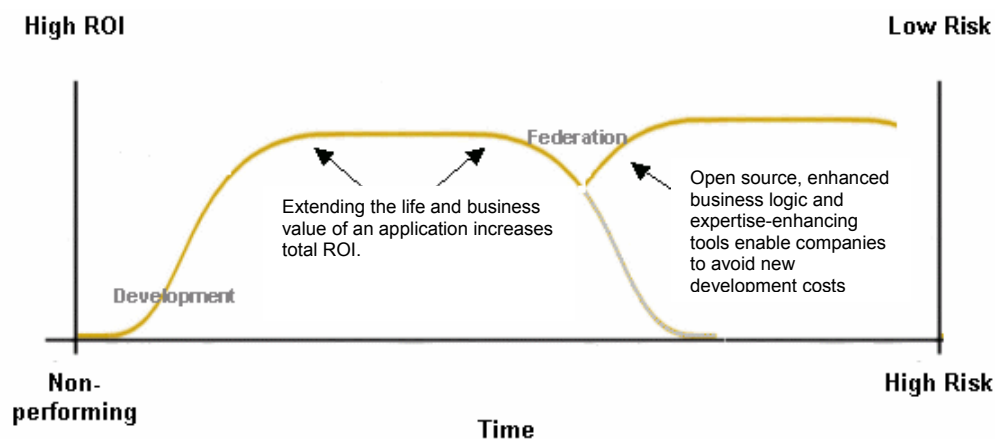 High ROI
Low Risk
Federation
Extending the life and business
value of an application increases
total ROI.
Open source, enhanced
business logic and
expertise-enhancing
tools enable companies
to avoid new
development costs
Development
Non-
performing
High Risk
Time